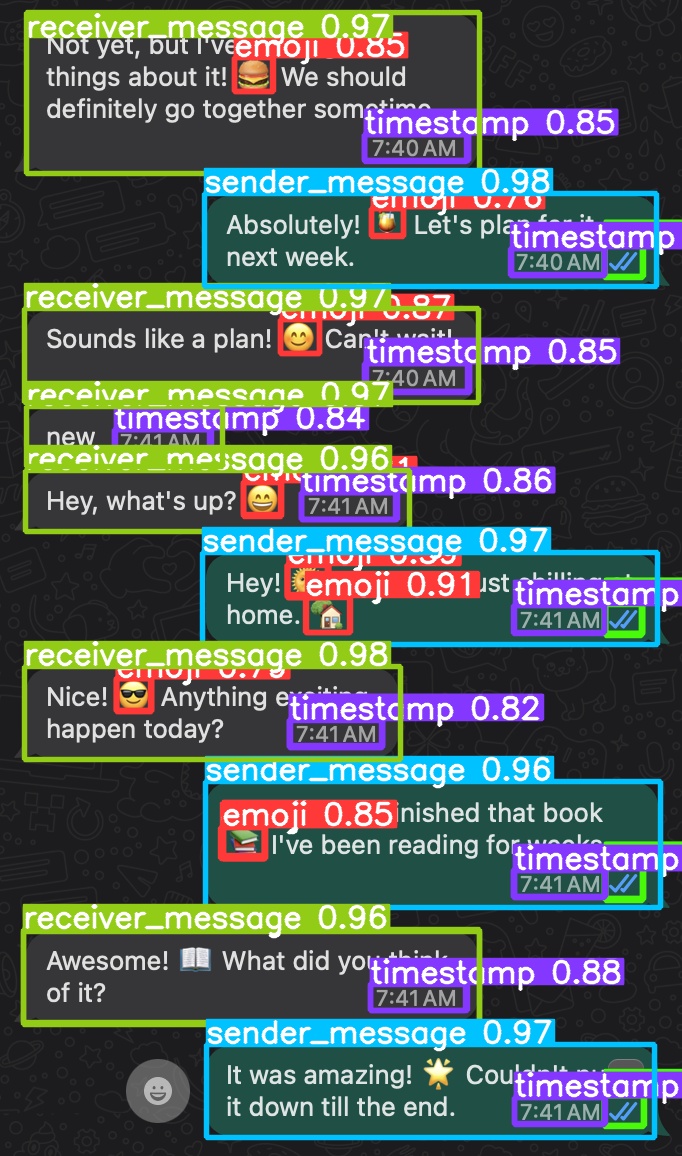 receiver_message 0.97
Not yet, but I've
emoji 0.85
things about it! 🍔 We should
definitely go together sometime
timestamp 0.85
7:40 AM
sender_message 0.98
emoji 0.76
Absolutely! Let's plan for it
timestamp
next week.
7:40 AM
receiver_message 0.97
emoji 0.87
Sounds like a plan! 😊 Can't wait!
timestamp 0.85
7:40 AM
receiver_message 0.97
timestamp 0.84
new
7:41 AM
receiver_message 0.96
timestamp 0.86
Hey, what's up? 😄
7:41 AM
sender_message 0.97
Hey!
emoji 0.91
chilling
timestamp
home. 🏡
7:41 AM
receiver_message 0.98
emoji 0.79
Nice! 😎 Anything exciting
timestamp 0.82
happen today?
7:41 AM
sender_message 0.96
emoji 0.85
inished that book
📚 I've been reading for weeks
timestamp
7:41 AM
receiver_message 0.96
Awesome! 📖 What did you think
timestamp 0.88
of it?
7:41 AM
sender_message 0.97
It was amazing! 🌟 Couldn't
timestamp
it down till the end.
7:41 AM